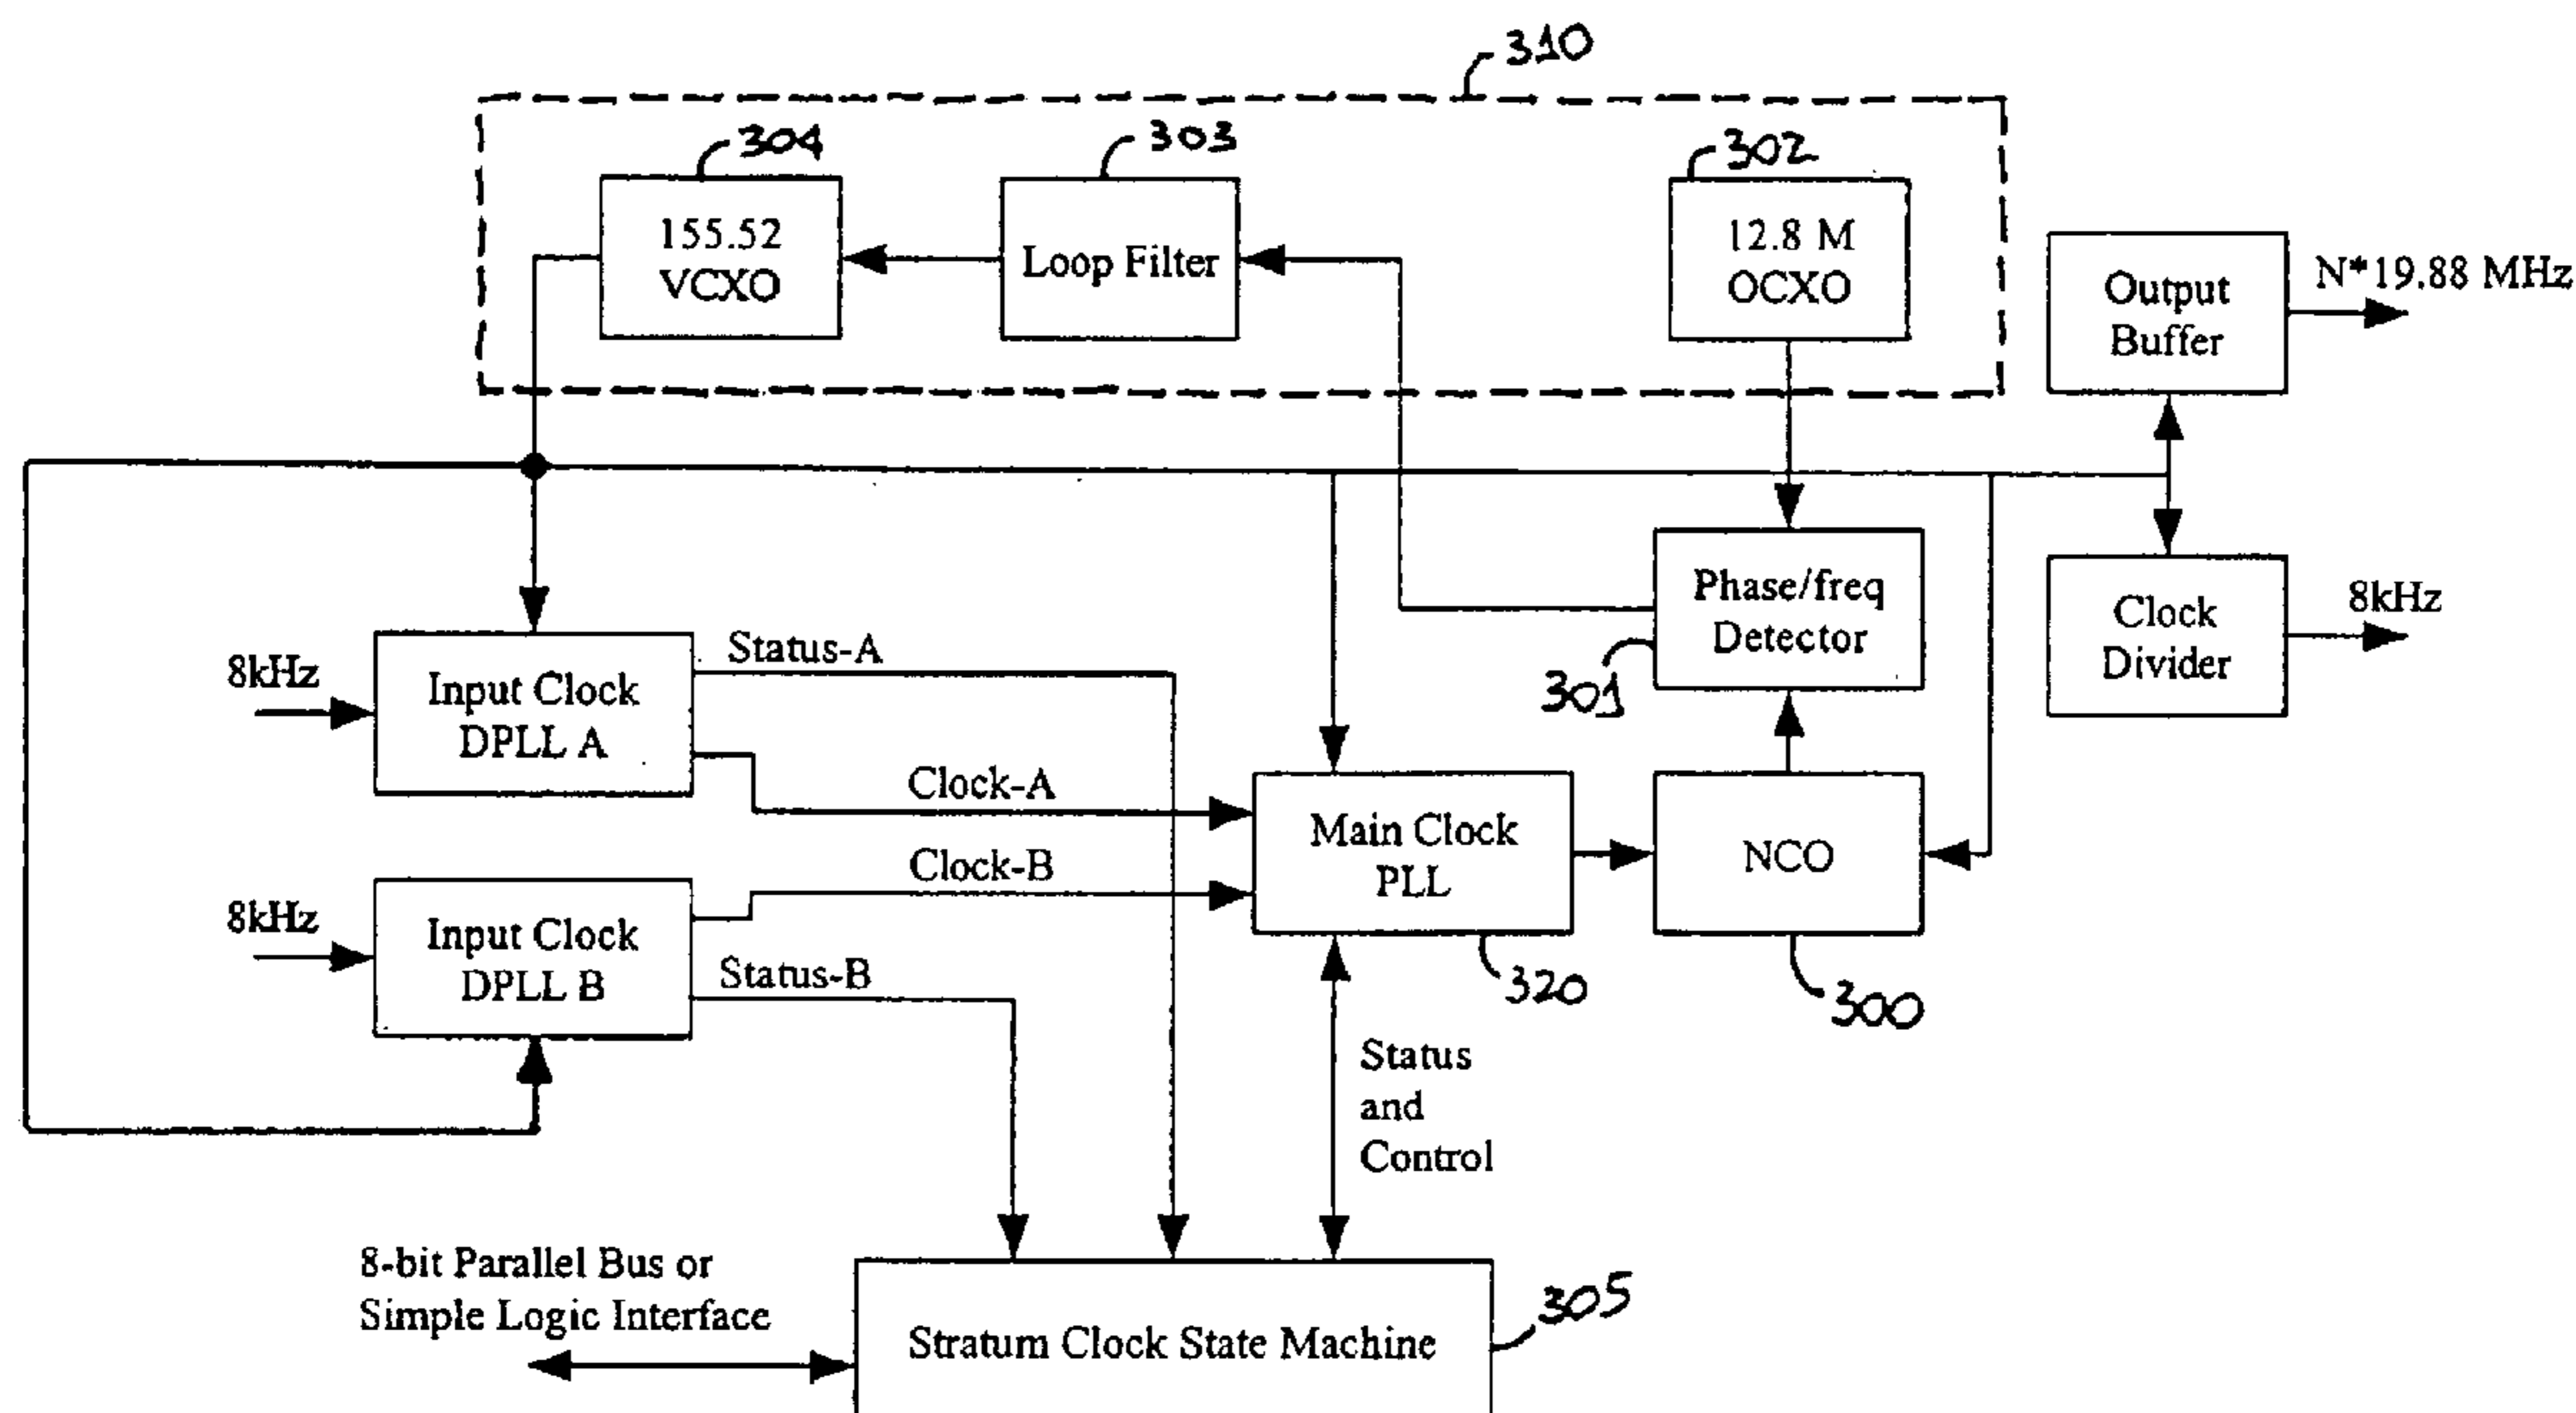 310
304
303
302
155.52
VCXO
Loop Filter
12.8 M
OCXO
Output
Buffer
N*19.88 MHz
Phase/freq
Detector
301
Clock
Divider
8kHz
8kHz
Input Clock
DPLL A
Status-A
Clock-A
Clock-B
8kHz
Input Clock
DPLL B
Status-B
Main Clock
PLL
320
NCO
300
Status
and
Control
8-bit Parallel Bus or
Simple Logic Interface
Stratum Clock State Machine
305